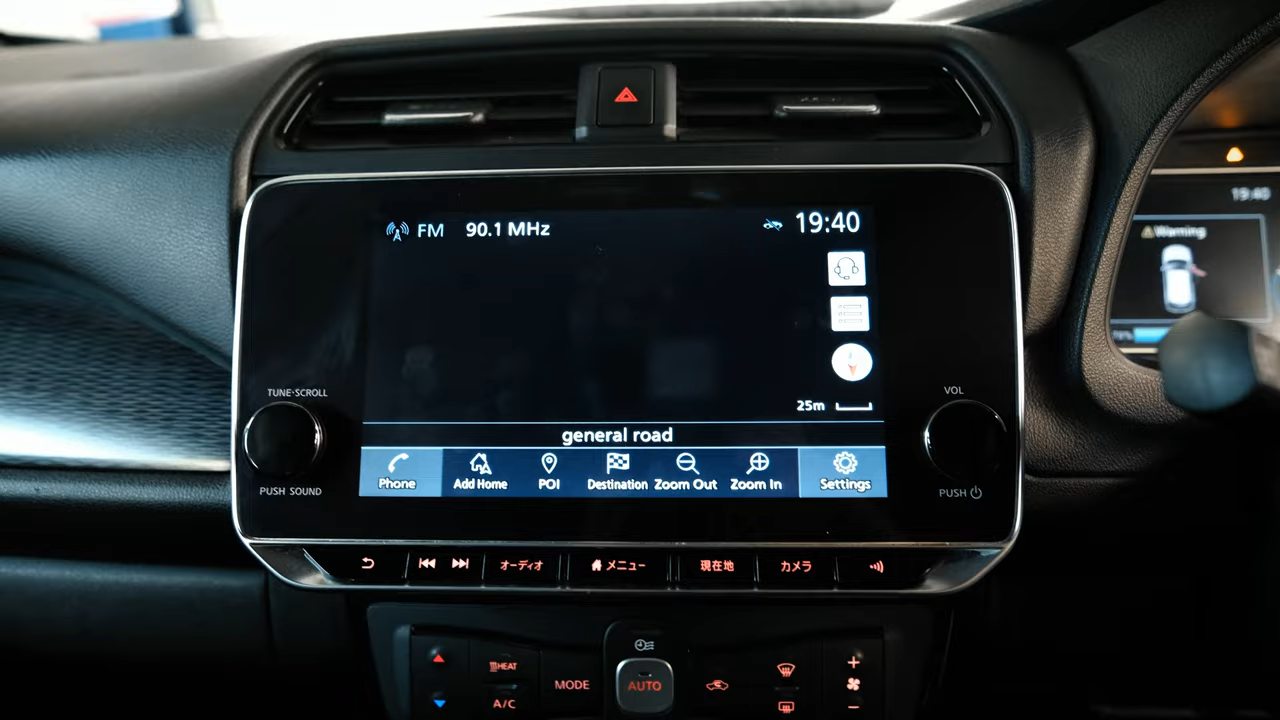 FM 90.1 MHz
19:40
19:40
Warning
25m
TUNE·SCROLL
VOL
general road
Phone
Add Home
POI
Destination
Zoom Out
Zoom In
Settings
PUSH SOUND
PUSH
オーディオ
メニュー
現在地
カメラ
HEAT
MODE
AUTO
A/C